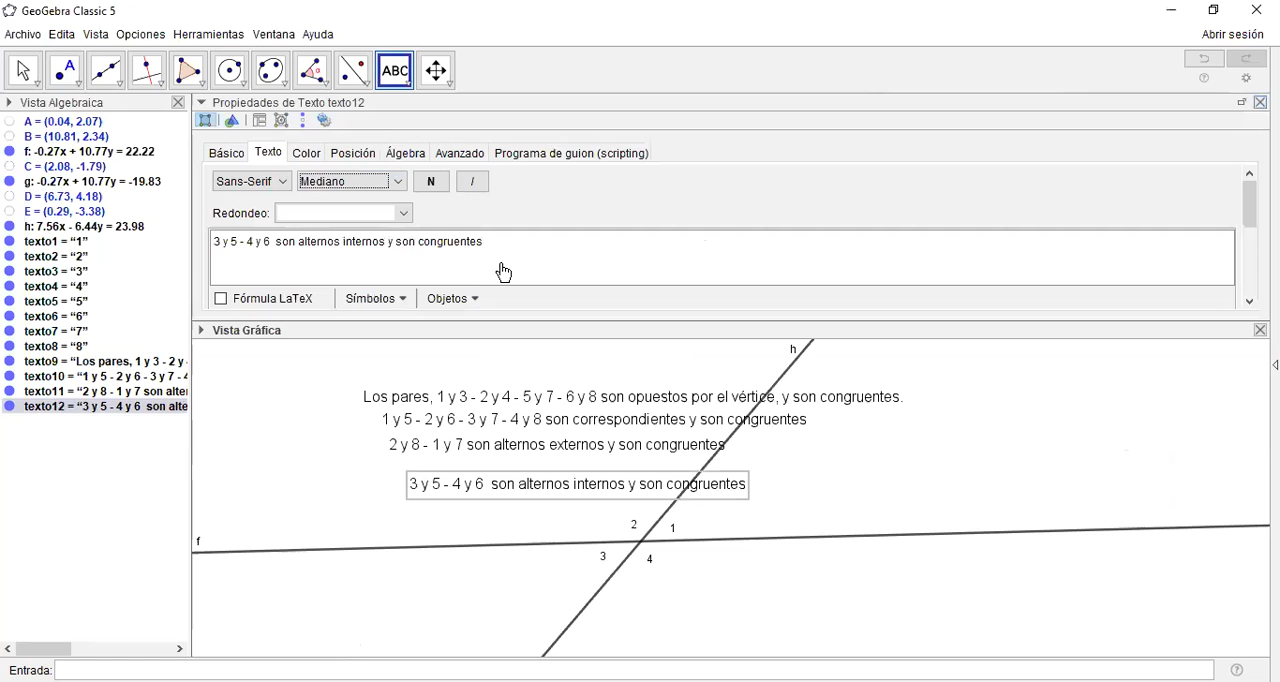 GeoGebra Classic 5
Archivo Edita Vista Opciones Herramientas Ventana Ayuda
Abrir sesión
A
ABC
Vista Algebraica
Propiedades de Texto texto12
A = (0.04, 2.07)
B = (10.81, 2.34)
f: -0.27x + 10.77y = 22.22
C = (2.08, -1.79)
g: -0.27x + 10.77y = -19.83
D = (6.73, 4.18)
E = (0.29, -3.38)
h: 7.56x - 6.44y = 23.98
texto1 = “1”
texto2 = “2”
texto3 = “3”
texto4 = “4”
texto5 = “5”
texto6 = “6”
texto7 = “7”
texto8 = “8”
texto9 = “Los pares, 1 y 3 - 2 y
texto10 = “1 y 5 - 2 y 6 - 3 y 7 - 4
texto11 = “2 y 8 - 1 y 7 son alter
texto12 = “3 y 5 - 4 y 6  son alte
Básico Texto Color Posición Álgebra Avanzado Programa de guion (scripting)
Sans-Serif Mediano N I
Redondeo:
3 y 5 - 4 y 6  son alternos internos y son congruentes
Fórmula LaTeX Símbolos Objetos
Vista Gráfica
h
Los pares, 1 y 3 - 2 y 4 - 5 y 7 - 6 y 8 son opuestos por el vértice, y son congruentes.
1 y 5 - 2 y 6 - 3 y 7 - 4 y 8 son correspondientes y son congruentes
2 y 8 - 1 y 7 son alternos externos y son congruentes
3 y 5 - 4 y 6  son alternos internos y son congruentes
2 1
f
3 4
Entrada: